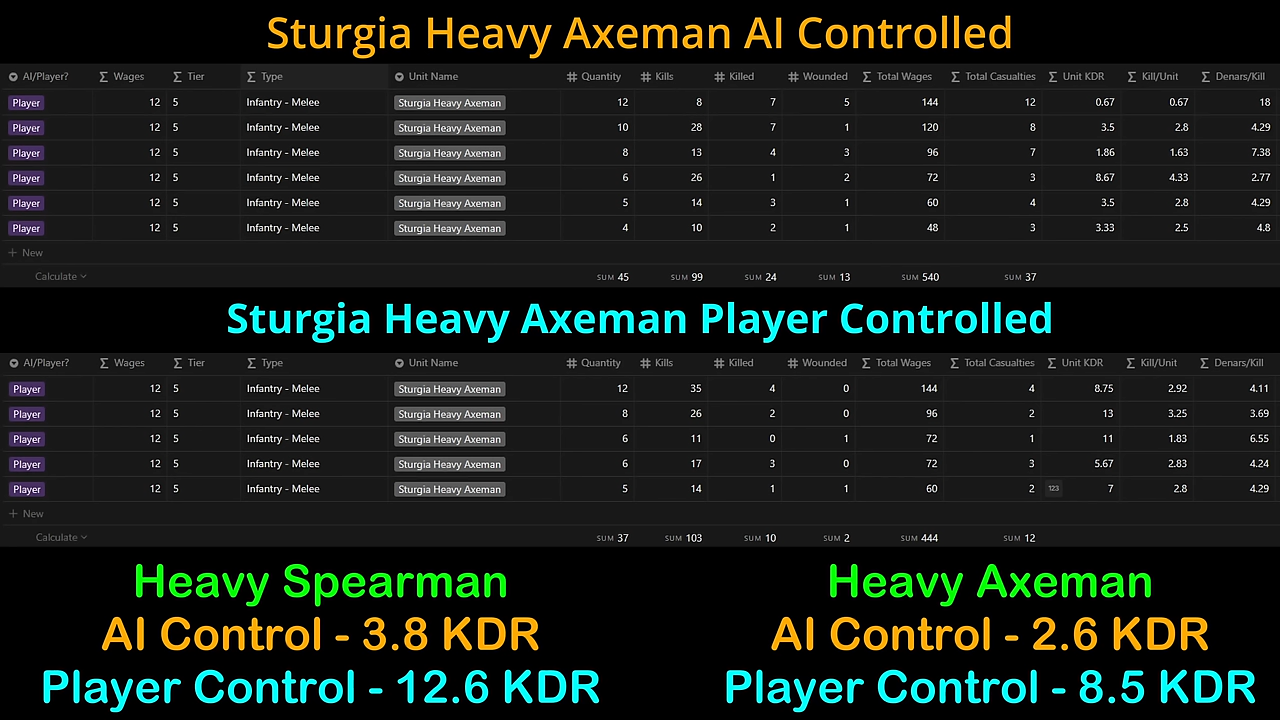 Sturgia Heavy Axeman AI Controlled
AI/Player? Σ Wages Σ Tier Σ Type Unit Name # Quantity # Kills # Killed # Wounded Σ Total Wages Σ Total Casualties Σ Unit KDR Σ Kill/Unit Σ Denars/Kill
Player 12 5 Infantry - Melee Sturgia Heavy Axeman 12 8 7 5 144 12 0.67 0.67 18
Player 12 5 Infantry - Melee Sturgia Heavy Axeman 10 28 7 1 120 8 3.5 2.8 4.29
Player 12 5 Infantry - Melee Sturgia Heavy Axeman 8 13 4 3 96 7 1.86 1.63 7.38
Player 12 5 Infantry - Melee Sturgia Heavy Axeman 6 26 1 2 72 3 8.67 4.33 2.77
Player 12 5 Infantry - Melee Sturgia Heavy Axeman 5 14 3 1 60 4 3.5 2.8 4.29
Player 12 5 Infantry - Melee Sturgia Heavy Axeman 4 10 2 1 48 3 3.33 2.5 4.8
+ New
Calculate SUM 45 SUM 99 SUM 24 SUM 13 SUM 540 SUM 37
Sturgia Heavy Axeman Player Controlled
AI/Player? Σ Wages Σ Tier Σ Type Unit Name # Quantity # Kills # Killed # Wounded Σ Total Wages Σ Total Casualties Σ Unit KDR Σ Kill/Unit Σ Denars/Kill
Player 12 5 Infantry - Melee Sturgia Heavy Axeman 12 35 4 0 144 4 8.75 2.92 4.11
Player 12 5 Infantry - Melee Sturgia Heavy Axeman 8 26 2 0 96 2 13 3.25 3.69
Player 12 5 Infantry - Melee Sturgia Heavy Axeman 6 11 0 1 72 1 11 1.83 6.55
Player 12 5 Infantry - Melee Sturgia Heavy Axeman 6 17 3 0 72 3 5.67 2.83 4.24
Player 12 5 Infantry - Melee Sturgia Heavy Axeman 5 14 1 1 60 2 123 7 2.8 4.29
+ New
Calculate SUM 37 SUM 103 SUM 10 SUM 2 SUM 444 SUM 12
Heavy Spearman
AI Control - 3.8 KDR
Player Control - 12.6 KDR
Heavy Axeman
AI Control - 2.6 KDR
Player Control - 8.5 KDR